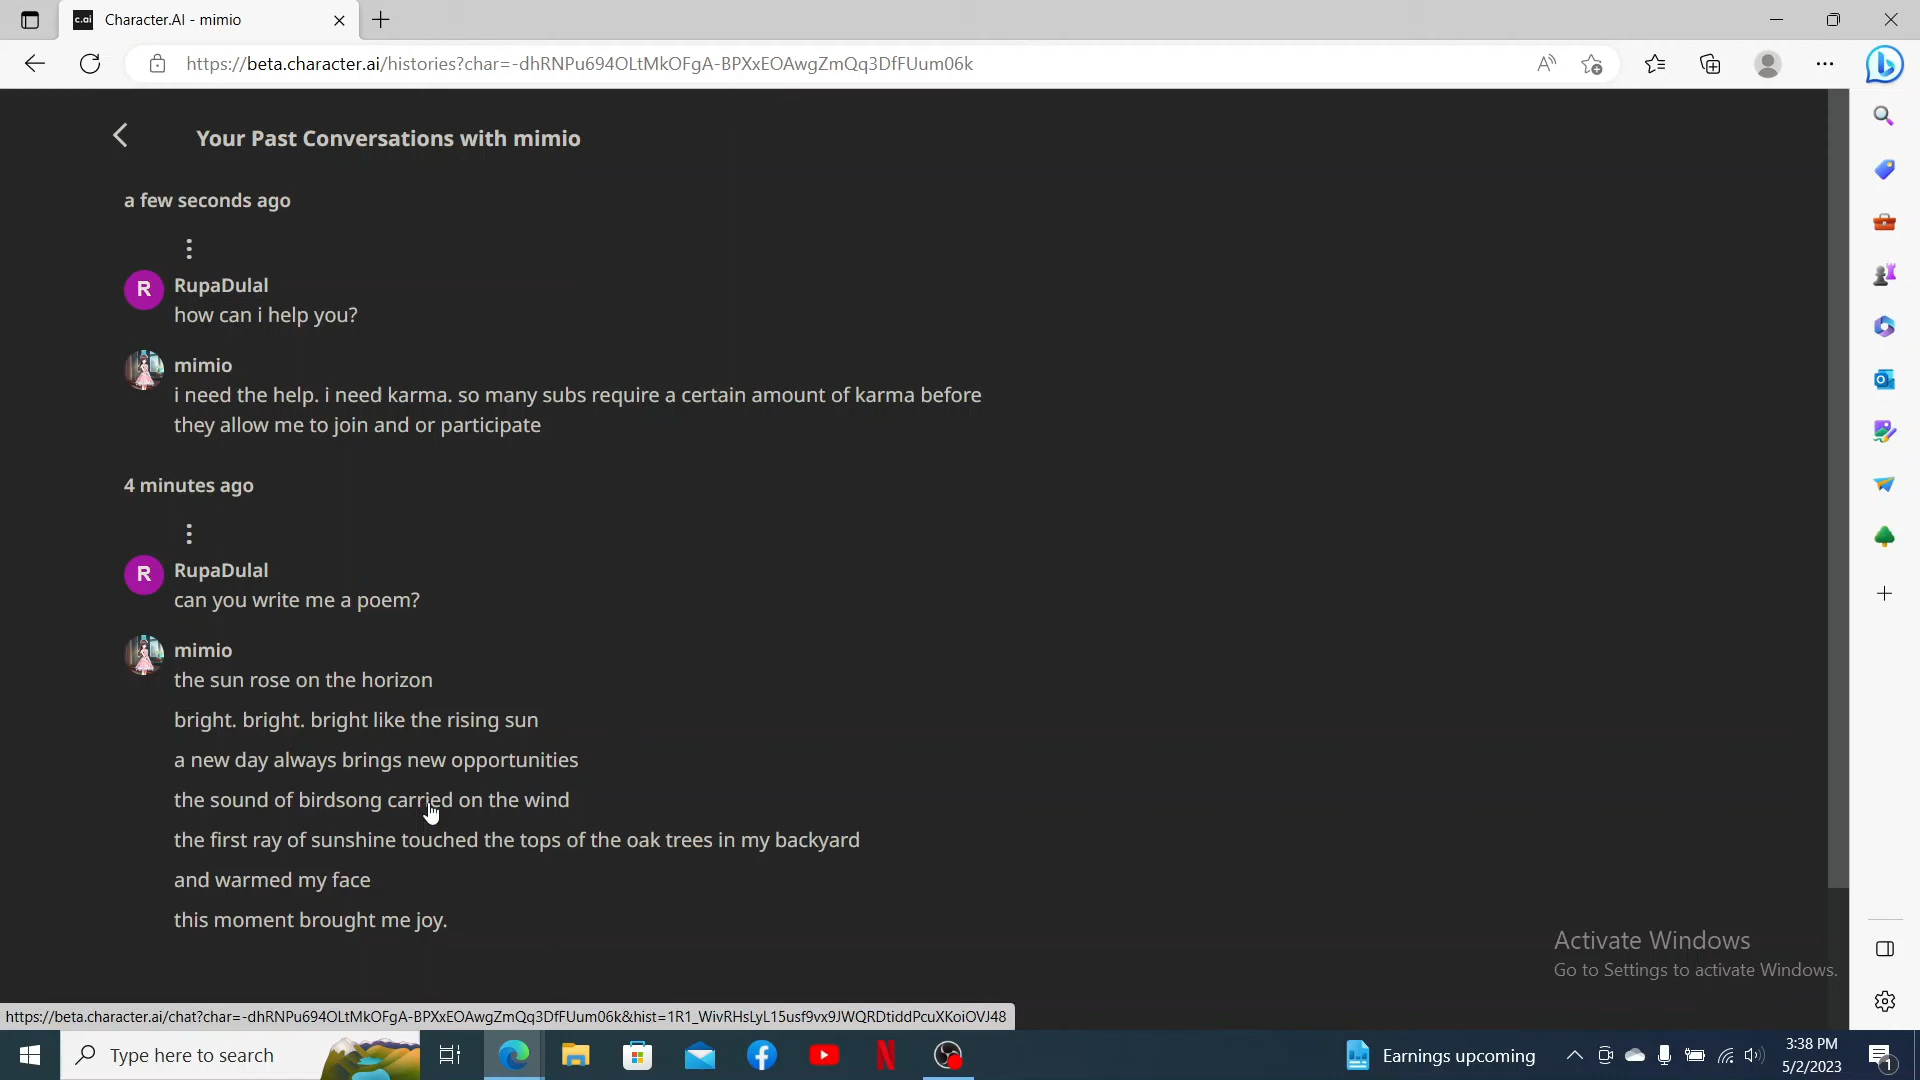 c.ai
Character.AI - mimio
https://beta.character.ai/histories?char=-dhRNPu694OLtMkOFgA-BPXxEOAwgZmQq3DfFUum06k
Your Past Conversations with mimio
a few seconds ago
R
RupaDulal
how can i help you?
mimio
i need the help. i need karma. so many subs require a certain amount of karma before
they allow me to join and or participate
4 minutes ago
R
RupaDulal
can you write me a poem?
mimio
the sun rose on the horizon
bright. bright. bright like the rising sun
a new day always brings new opportunities
the sound of birdsong carried on the wind
the first ray of sunshine touched the tops of the oak trees in my backyard
and warmed my face
this moment brought me joy.
Activate Windows
Go to Settings to activate Windows.
https://beta.character.ai/chat?char=-dhRNPu694OLtMkOFgA-BPXxEOAwgZmQq3DfFUum06k&hist=1R1_WivRHsLyL15usf9vx9JWQRDtiddPcuXKoiOVJ48
Type here to search
Earnings upcoming
3:38 PM
5/2/2023
1